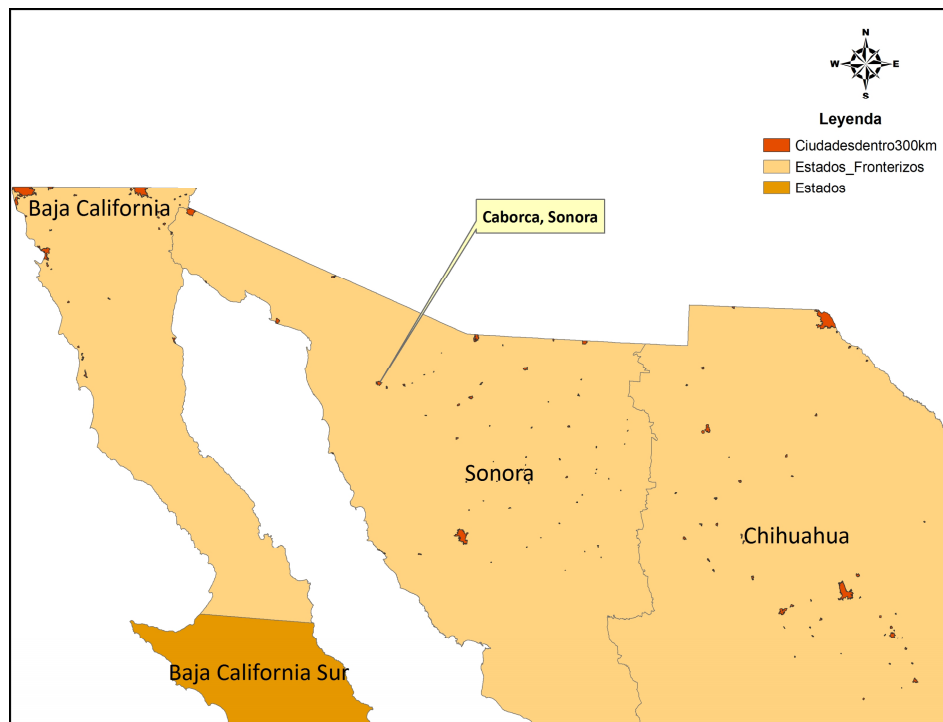 N
W E
S
Leyenda
Ciudadesdentro300km
Estados_Fronterizos
Estados
Baja California
Caborca, Sonora
Sonora
Chihuahua
Baja California Sur